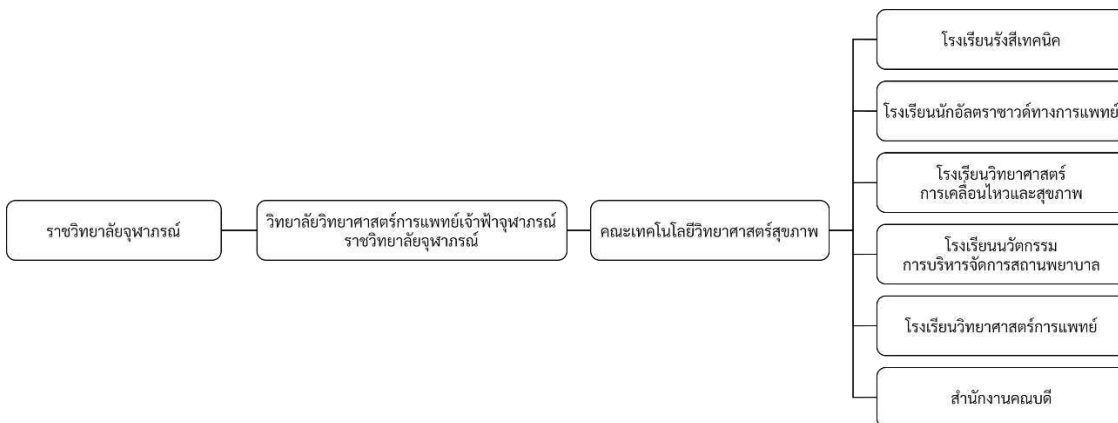 ราชวิทยาลัยจุฬาภรณ์
วิทยาลัยวิทยาศาสตร์การแพทย์เจ้าฟ้าจุฬาภรณ์
ราชวิทยาลัยจุฬาภรณ์
คณะเทคโนโลยีวิทยาศาสตร์สุขภาพ
โรงเรียนรังสีเทคนิค
โรงเรียนนักอัลตราซาวด์ทางการแพทย์
โรงเรียนวิทยาศาสตร์
การเคลื่อนไหวและสุขภาพ
โรงเรียนนวัตกรรม
การบริหารจัดการสถานพยาบาล
โรงเรียนวิทยาศาสตร์การแพทย์
สำนักงานคณบดี